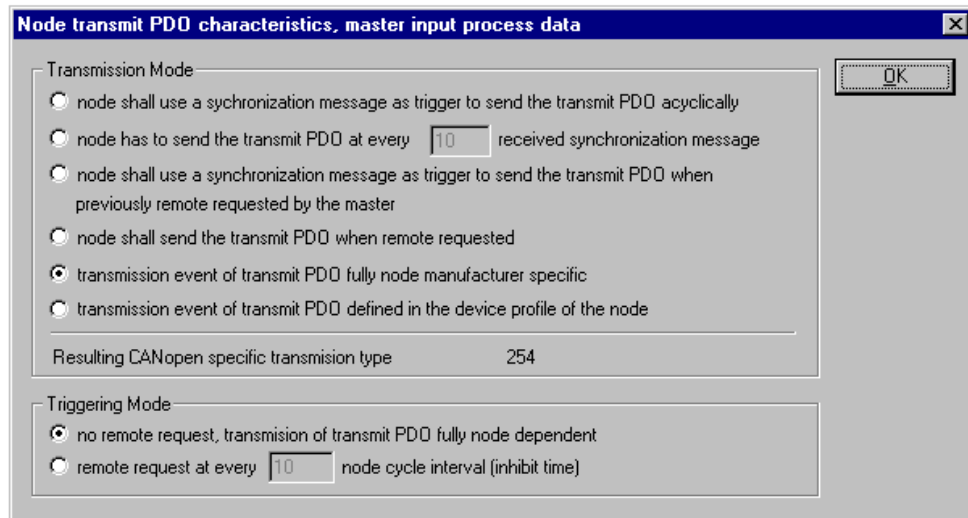 Node transmit PDO characteristics, master input process data
Transmission Mode
OK
node shall use a sychronization message as trigger to send the transmit PDO acyclically
node has to send the transmit PDO at every 10 received synchronization message
node shall use a synchronization message as trigger to send the transmit PDO when
previously remote requested by the master
node shall send the transmit PDO when remote requested
transmission event of transmit PDO fully node manufacturer specific
transmission event of transmit PDO defined in the device profile of the node
Resulting CANopen specific transmision type 254
Triggering Mode
no remote request, transmision of transmit PDO fully node dependent
remote request at every 10 node cycle interval (inhibit time)